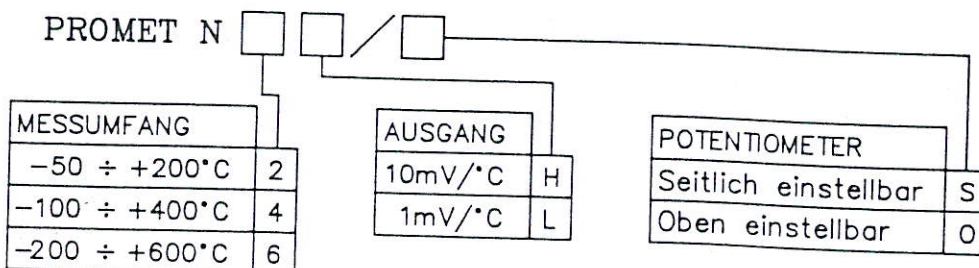 PROMET N /
MESSUMFANG
-50 ÷ +200°C 2
-100 ÷ +400°C 4
-200 ÷ +600°C 6
AUSGANG
10mV/°C H
1mV/°C L
POTENTIOMETER
Seitlich einstellbar S
Oben einstellbar O